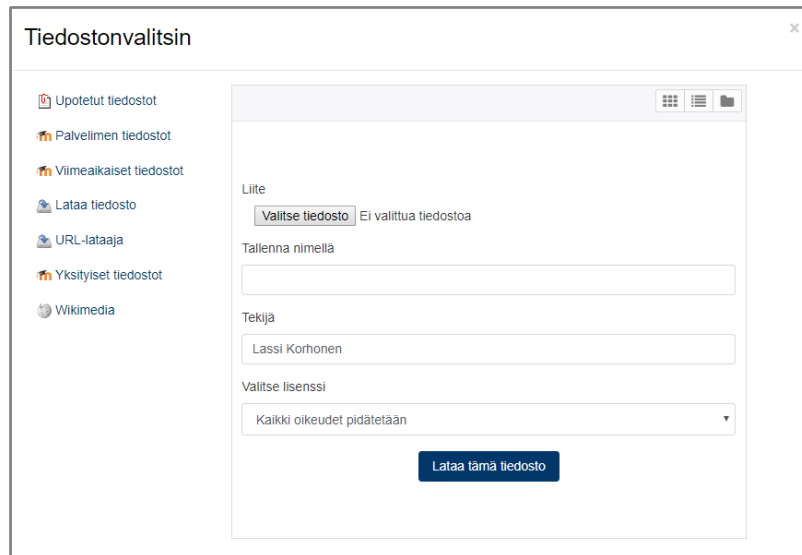 Tiedostonvalitsin
×
Upotetut tiedostot
Palvelimen tiedostot
Viimeaikaiset tiedostot
Lataa tiedosto
URL-lataaja
Yksityiset tiedostot
Wikimedia
Liite
Valitse tiedosto Ei valittua tiedostoa
Tallenna nimellä
Tekijä
Lassi Korhonen
Valitse lisenssi
Kaikki oikeudet pidätetään
Lataa tämä tiedosto